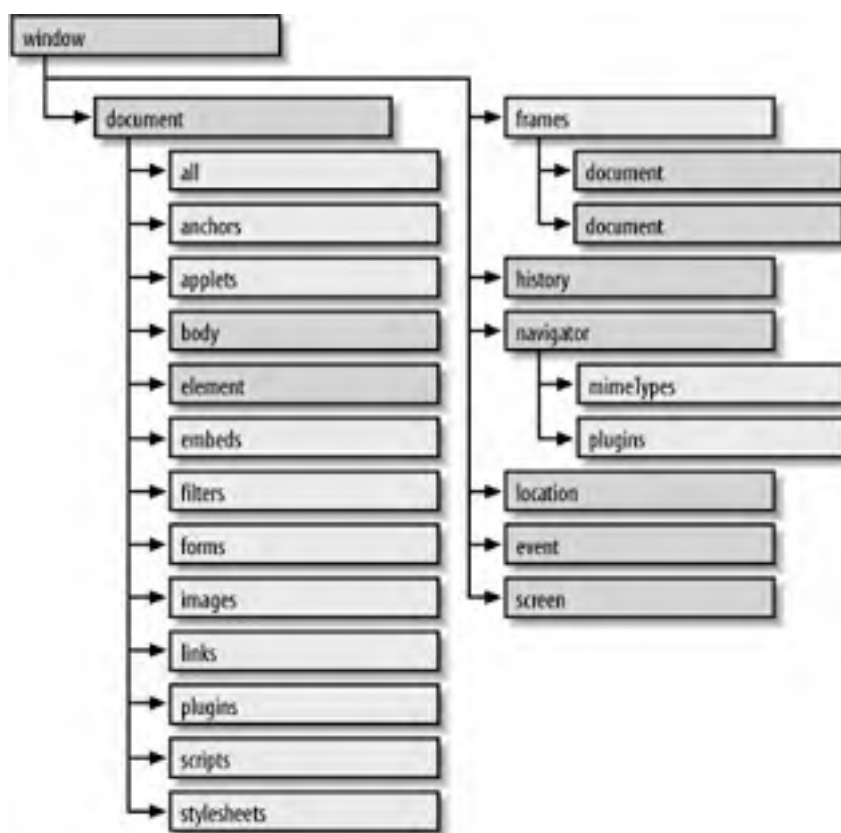 window
document
all
anchors
applets
body
element
embeds
filters
forms
images
links
plugins
scripts
stylesheets
frames
document
document
history
navigator
mimeTypes
plugins
location
event
screen